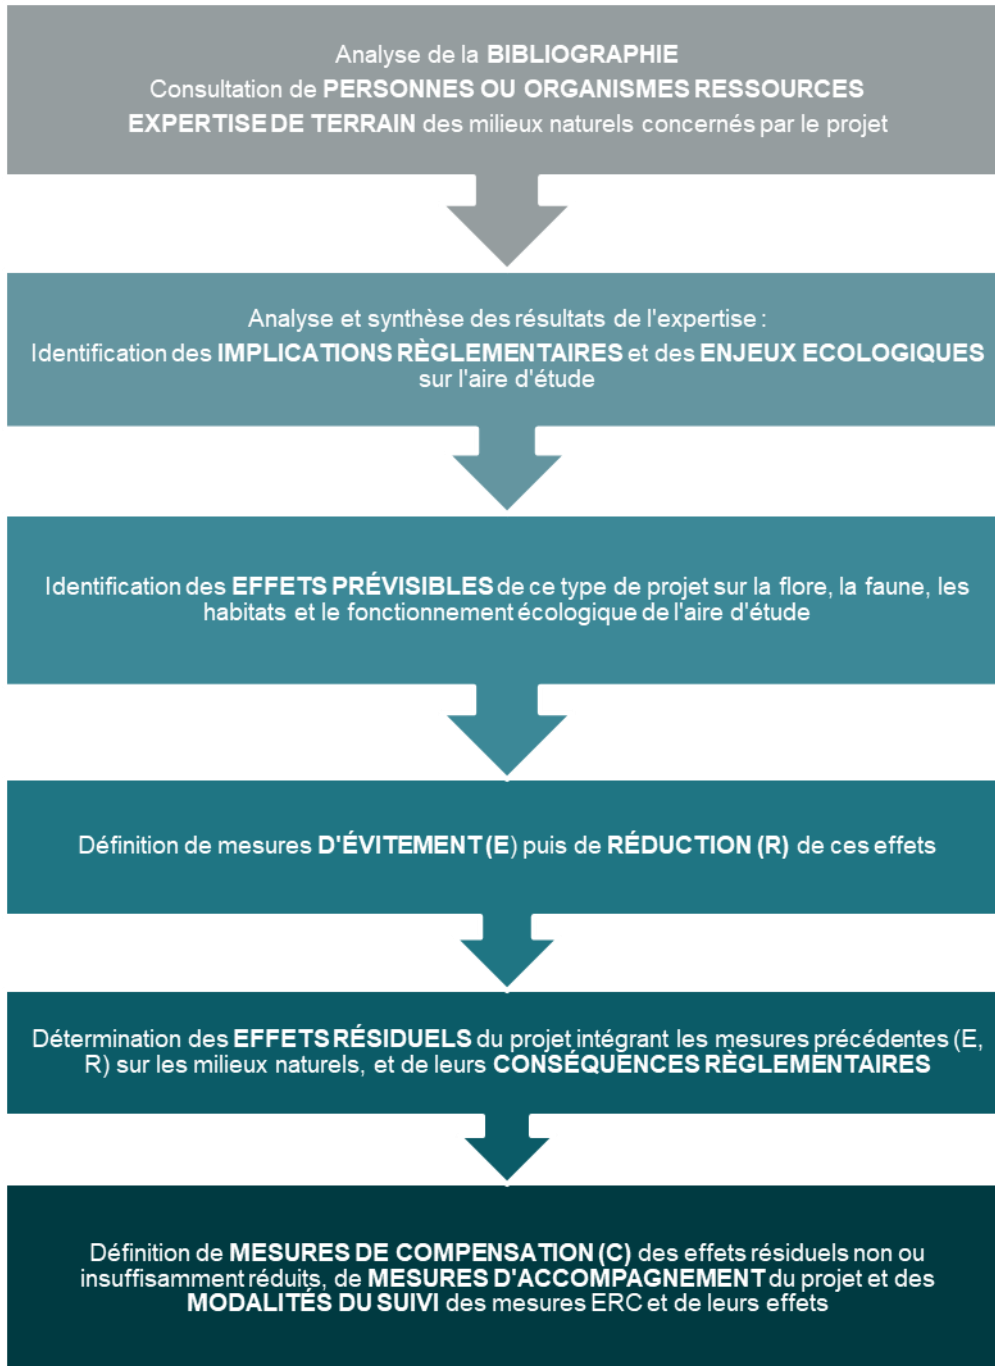 Analyse de la BIBLIOGRAPHIE
Consultation de PERSONNES OU ORGANISMES RESSOURCES
EXPERTISE DE TERRAIN des milieux naturels concernés par le projet
Analyse et synthèse des résultats de l'expertise :
Identification des IMPLICATIONS RÈGLEMENTAIRES et des ENJEUX ECOLOGIQUES
sur l'aire d'étude
Identification des EFFETS PRÉVISIBLES de ce type de projet sur la flore, la faune, les
habitats et le fonctionnement écologique de l'aire d'étude
Définition de mesures D'ÉVITEMENT (E) puis de RÉDUCTION (R) de ces effets
Détermination des EFFETS RÉSIDUELS du projet intégrant les mesures précédentes (E,
R) sur les milieux naturels, et de leurs CONSÉQUENCES RÈGLEMENTAIRES
Définition de MESURES DE COMPENSATION (C) des effets résiduels non ou
insuffisamment réduits, de MESURES D'ACCOMPAGNEMENT du projet et des
MODALITÉS DU SUIVI des mesures ERC et de leurs effets